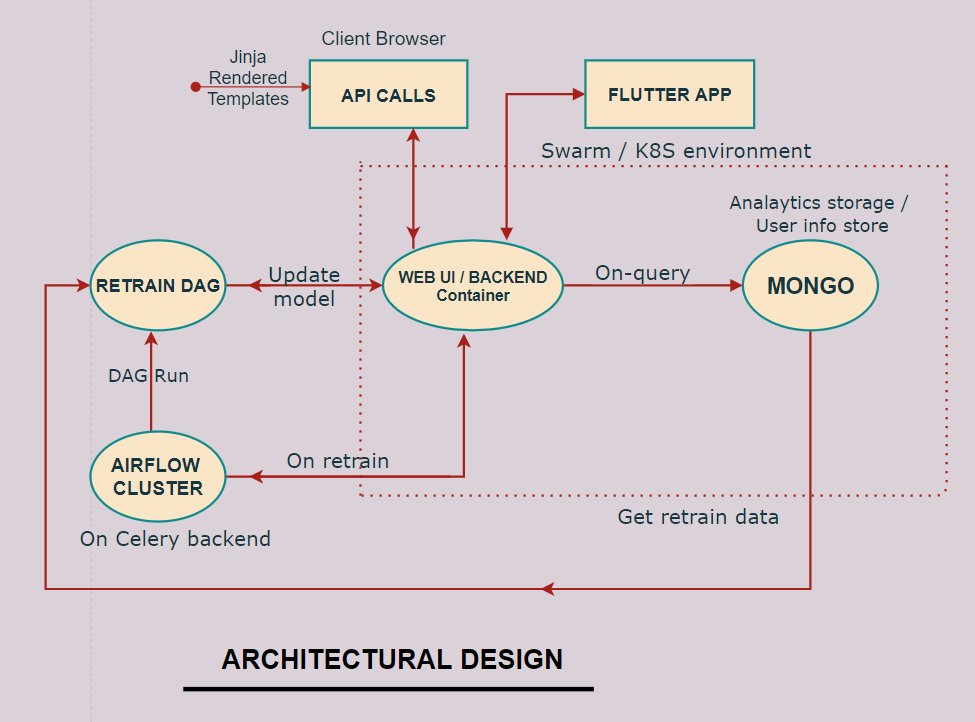 Client Browser
Jinja
Rendered
Templates
API CALLS
FLUTTER APP
Swarm / K8S environment
Analaytics storage /
User info store
RETRAIN DAG
Update
model
WEB UI / BACKEND
Container
On-query
MONGO
DAG Run
AIRFLOW
CLUSTER
On retrain
On Celery backend
Get retrain data
ARCHITECTURAL DESIGN